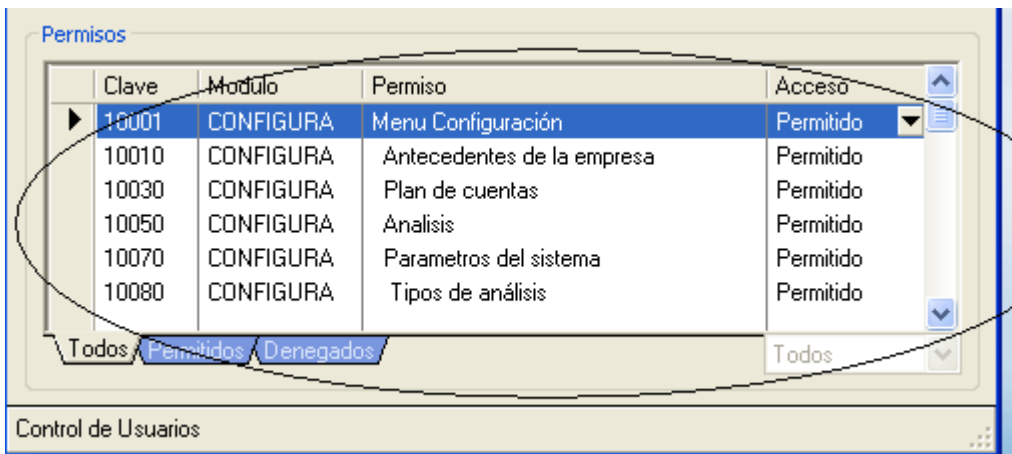 Permisos
Clave Modulo Permiso Acceso
10001 CONFIGURA Menu Configuración Permitido
10010 CONFIGURA Antecedentes de la empresa Permitido
10030 CONFIGURA Plan de cuentas Permitido
10050 CONFIGURA Analisis Permitido
10070 CONFIGURA Parametros del sistema Permitido
10080 CONFIGURA Tipos de análisis Permitido
Todos Permitidos Denegados Todos
Control de Usuarios